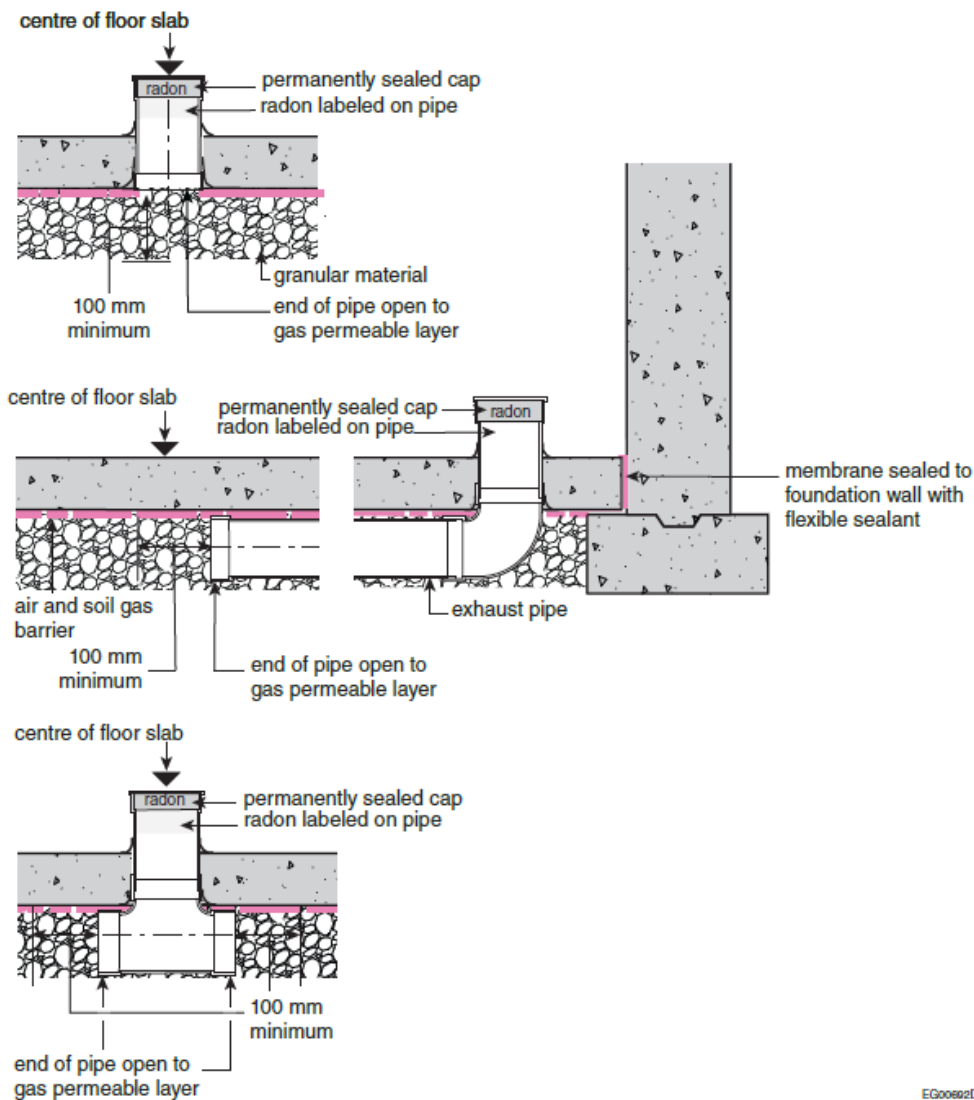 centre of floor slab
permanently sealed cap
radon
radon labeled on pipe
granular material
100 mm
minimum
end of pipe open to
gas permeable layer
centre of floor slab
permanently sealed cap
radon
radon labeled on pipe
membrane sealed to
foundation wall with
flexible sealant
air and soil gas
barrier
exhaust pipe
100 mm
minimum
end of pipe open to
gas permeable layer
centre of floor slab
radon
permanently sealed cap
radon labeled on pipe
100 mm
minimum
end of pipe open to
gas permeable layer